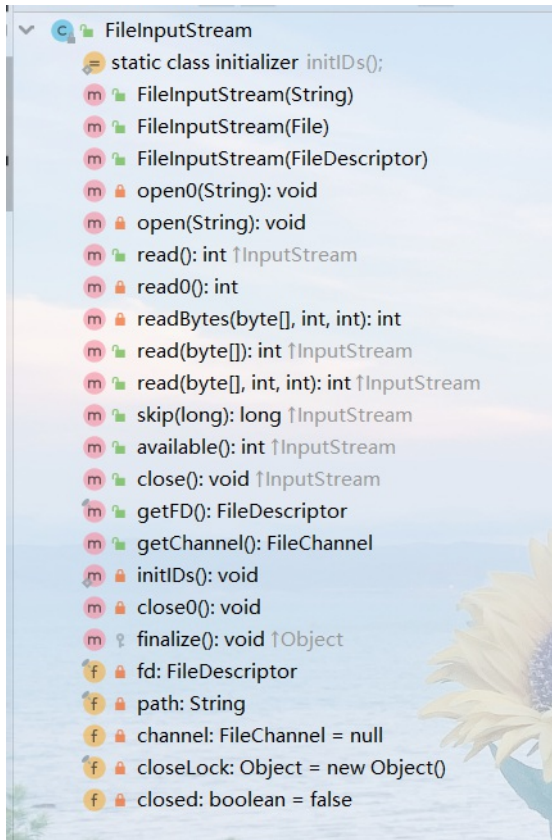 FileInputStream
static class initializer initIDs();
FileInputStream(String)
FileInputStream(File)
FileInputStream(FileDescriptor)
open0(String): void
open(String): void
read(): int ↑InputStream
read0(): int
readBytes(byte[], int, int): int
read(byte[]): int ↑InputStream
read(byte[], int, int): int ↑InputStream
skip(long): long ↑InputStream
available(): int ↑InputStream
close(): void ↑InputStream
getFD(): FileDescriptor
getChannel(): FileChannel
initIDs(): void
close0(): void
finalize(): void ↑Object
fd: FileDescriptor
path: String
channel: FileChannel = null
closeLock: Object = new Object()
closed: boolean = false